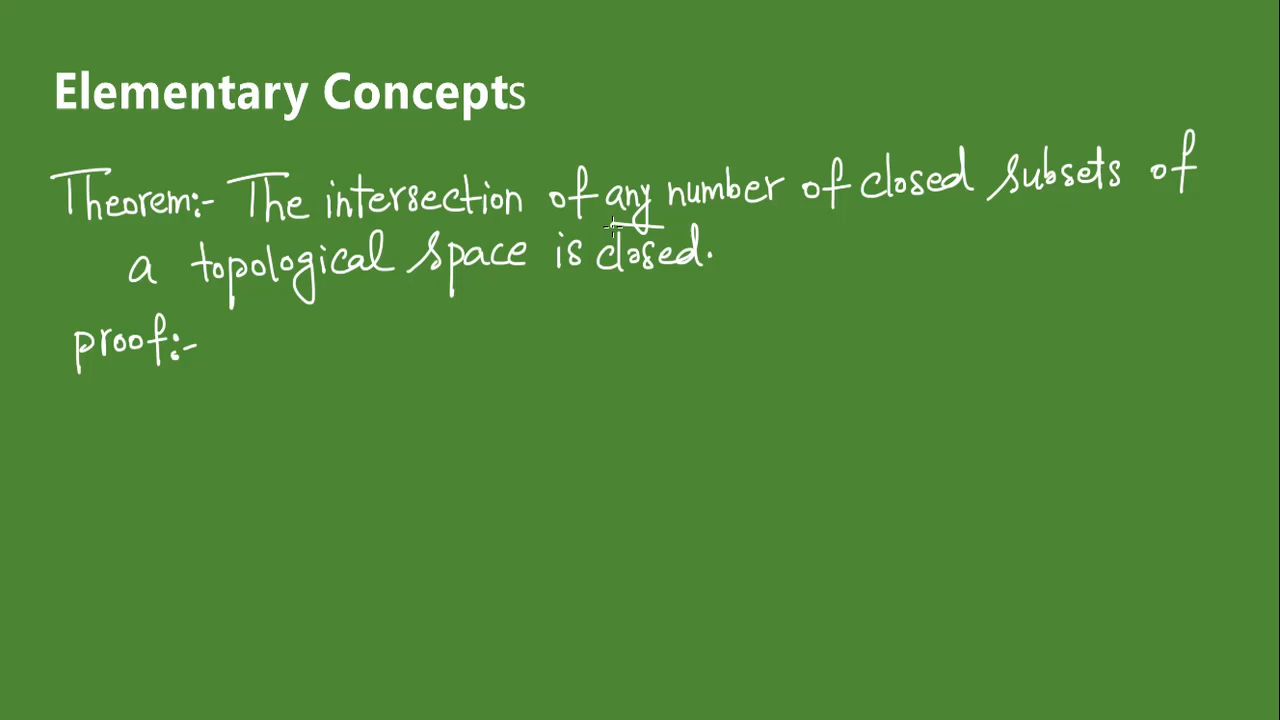 Elementary Concepts
Theorem:- The intersection of any number of closed subsets of
a topological space is closed.
proof:-